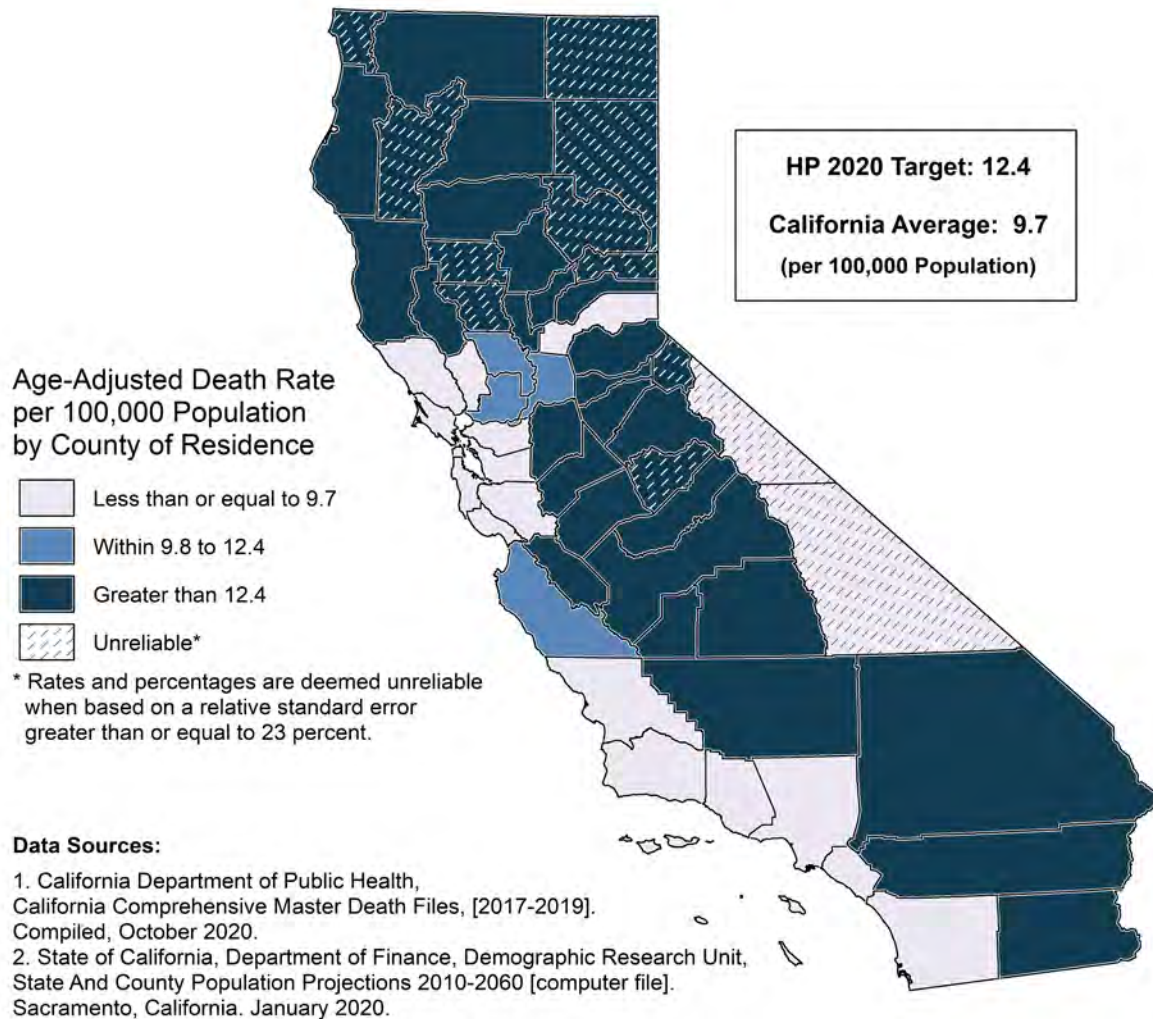 HP 2020 Target: 12.4
California Average: 9.7
(per 100,000 Population)
Age-Adjusted Death Rate
per 100,000 Population
by County of Residence
Less than or equal to 9.7
Within 9.8 to 12.4
Greater than 12.4
Unreliable*
* Rates and percentages are deemed unreliable
when based on a relative standard error
greater than or equal to 23 percent.
Data Sources:
1. California Department of Public Health,
California Comprehensive Master Death Files, [2017-2019].
Compiled, October 2020.
2. State of California, Department of Finance, Demographic Research Unit,
State And County Population Projections 2010-2060 [computer file].
Sacramento, California. January 2020.